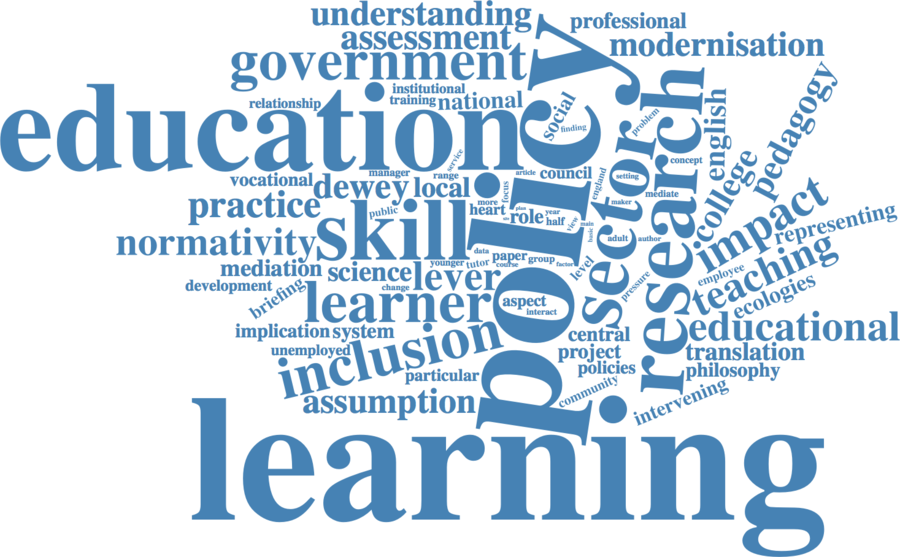 understanding
professional
assessment
modernisation
government
policy
institutional
training
national
relationship
social
finding
problem
research
english
pedagogy
education
service
sector
concept
college
vocational
manager
range
article
council
england
setting
dewey
local
focus
more
mediate
maker
impact
practice
public
skill
heart
plan
role
year
half
view
main
basic
adult
author
representing
normativity
data
paper
group
factor
level
teaching
mediation
science
younger
tutor
course
pressure
employee
development
change
lever
ecologies
briefing
learner
aspect
interact
educational
implication
system
central
unemployed
inclusion
project
translation
particular
policies
philosophy
assumption
community
intervening
learning